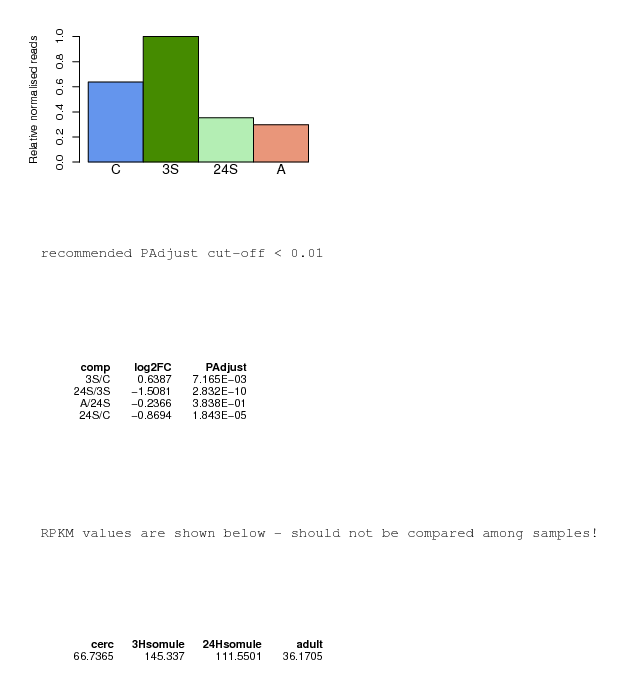 Relative normalised reads
1.0
0.8
0.6
0.4
0.2
0.0
C 3S 24S A
recommended PAdjust cut-off < 0.01
comp log2FC PAdjust
3S/C 0.6387 7.165E−03
24S/3S −1.5081 2.832E−10
A/24S −0.2366 3.838E−01
24S/C −0.8694 1.843E−05
RPKM values are shown below - should not be compared among samples!
cerc 3Hsomule 24Hsomule adult
66.7365 145.337 111.5501 36.1705